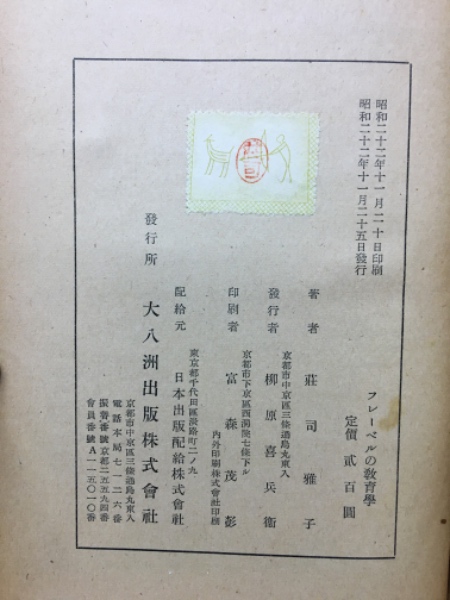 昭和二十二年十一月二十日印刷
昭和二十二年十一月二十五日發行
フレーベルの敎育學
定價 貳百圓
著者 莊司雅子
京都市中京區三條通烏丸東入
發行者 柳原喜兵衞
京都市下京區西洞院七條下ル
印刷者 富森茂彭
內外印刷株式會社印刷
東京都千代田區淡路町二ノ九
配給元 日本出版配給株式會社
發行所 大八洲出版株式會社
京都市中京區三條通烏丸東入
電話本局七一二六番
振替番號京都二五五九四番
會員番號A一一五〇一〇番